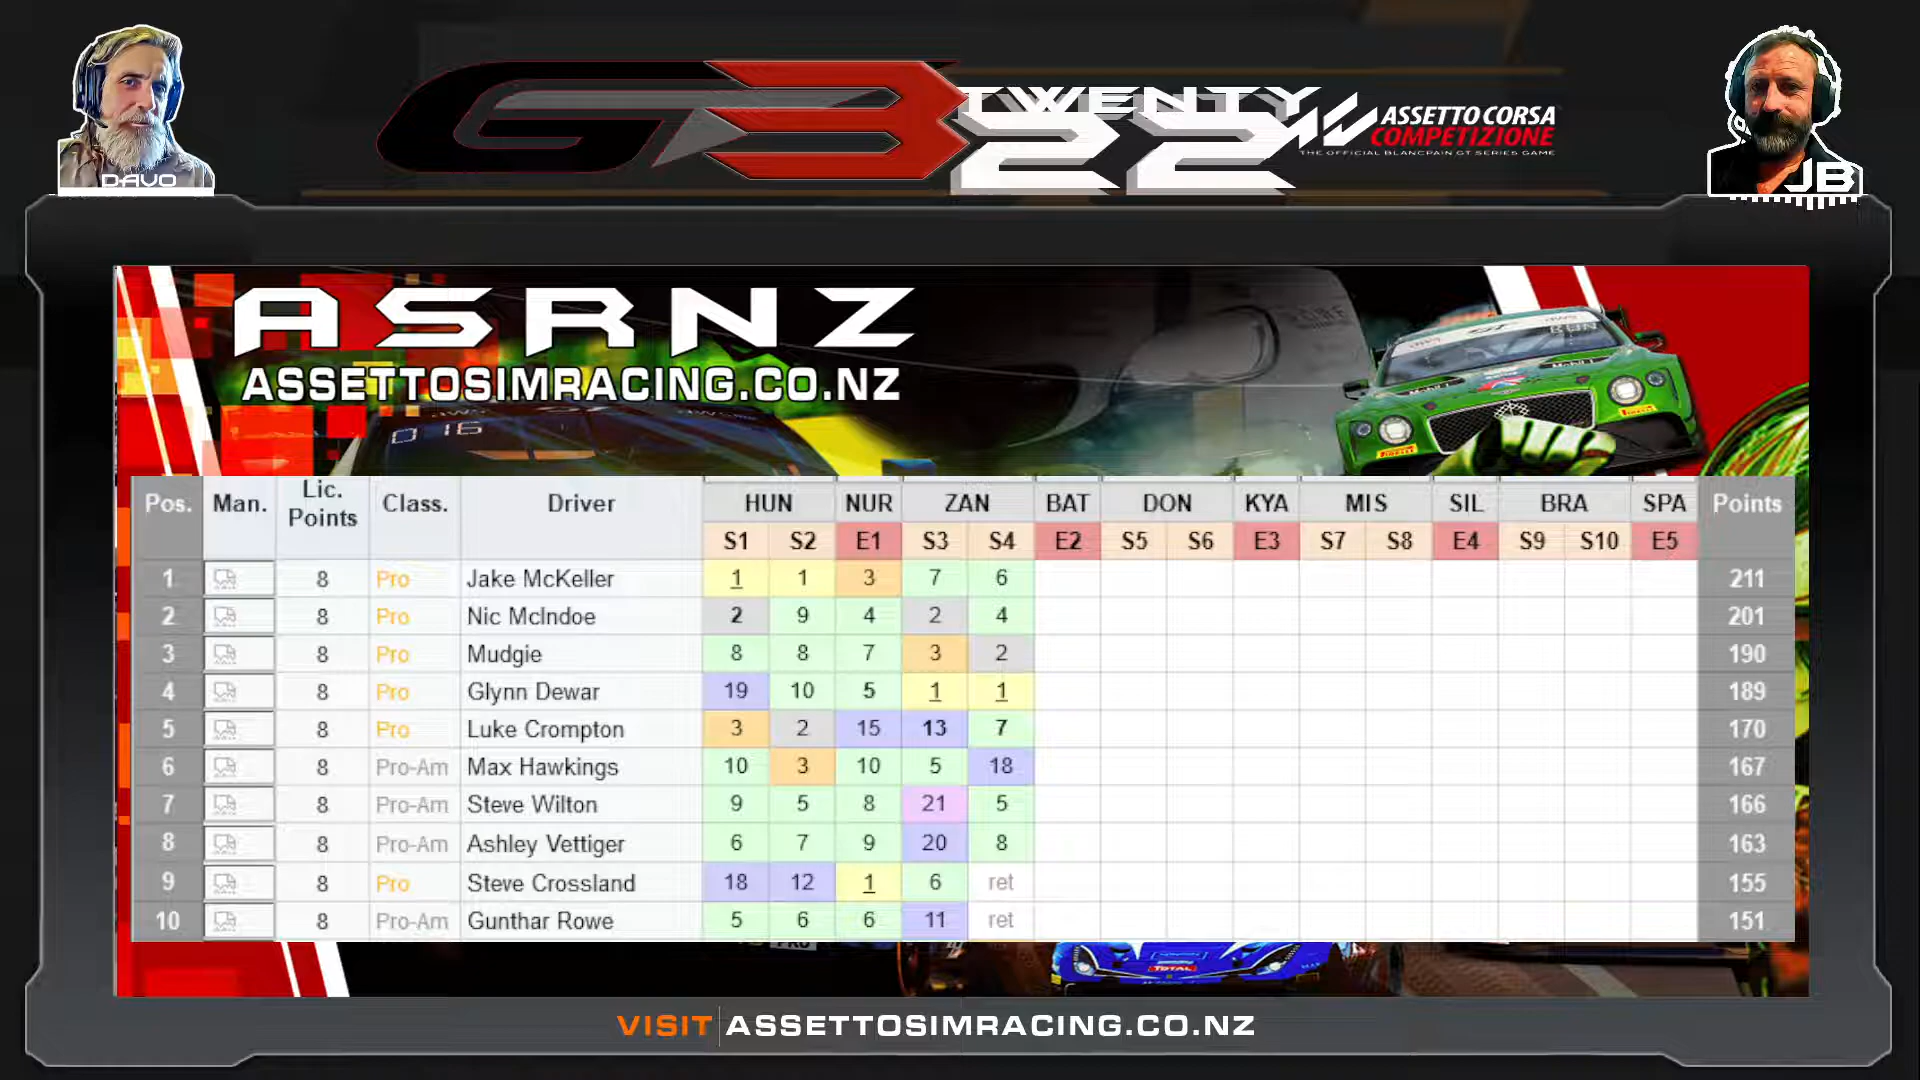 DAVO
G3 TWENTY 22
ASSETTO CORSA
COMPETIZIONE
THE OFFICIAL BLANCPAIN GT SERIES GAME
JB
ASRNZ
ASSETTOSIMRACING.CO.NZ
Pos. Man. Lic. Points Class. Driver HUN NUR ZAN BAT DON KYA MIS SIL BRA SPA Points
S1 S2 E1 S3 S4 E2 S5 S6 E3 S7 S8 E4 S9 S10 E5
1 8 Pro Jake McKeller 1 1 3 7 6 211
2 8 Pro Nic McIndoe 2 9 4 2 4 201
3 8 Pro Mudgie 8 8 7 3 2 190
4 8 Pro Glynn Dewar 19 10 5 1 1 189
5 8 Pro Luke Crompton 3 2 15 13 7 170
6 8 Pro-Am Max Hawkings 10 3 10 5 18 167
7 8 Pro-Am Steve Wilton 9 5 8 21 5 166
8 8 Pro-Am Ashley Vettiger 6 7 9 20 8 163
9 8 Pro Steve Crossland 18 12 1 6 ret 155
10 8 Pro-Am Gunthar Rowe 5 6 6 11 ret 151
TOTAL
VISIT ASSETTOSIMRACING.CO.NZ